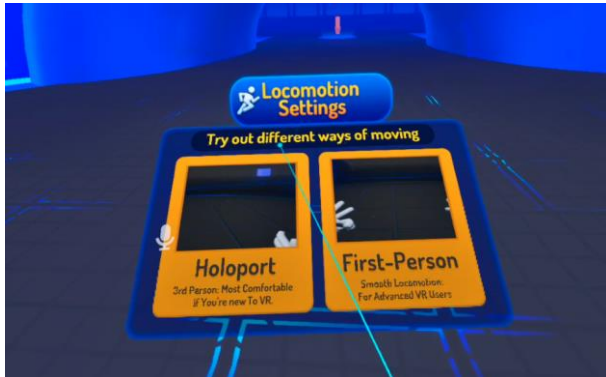 Locomotion
Settings
Try out different ways of moving
Holoport
3rd Person: Most Comfortable
if You're new To VR.
First-Person
Smooth Locomotion:
For Advanced VR Users